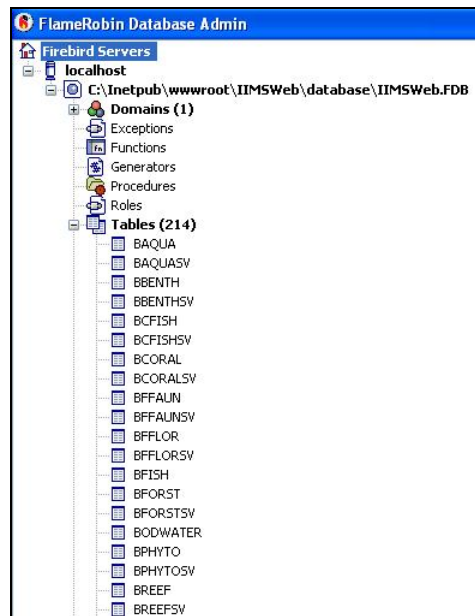 FlameRobin Database Admin
Firebird Servers
localhost
C:\Inetpub\wwwroot\IIMSWeb\database\IIMSWeb.FDB
Domains (1)
Exceptions
Functions
Generators
Procedures
Roles
Tables (214)
BAQUA
BAQUASV
BBENTH
BBENTHSV
BCFISH
BCFISHSV
BCORAL
BCORALSV
BFFAUN
BFFAUNSV
BFFLOR
BFFLORSV
BFISH
BFORST
BFORSTSV
BODWATER
BPHYTO
BPHYTOSV
BREEF
BREEFSV